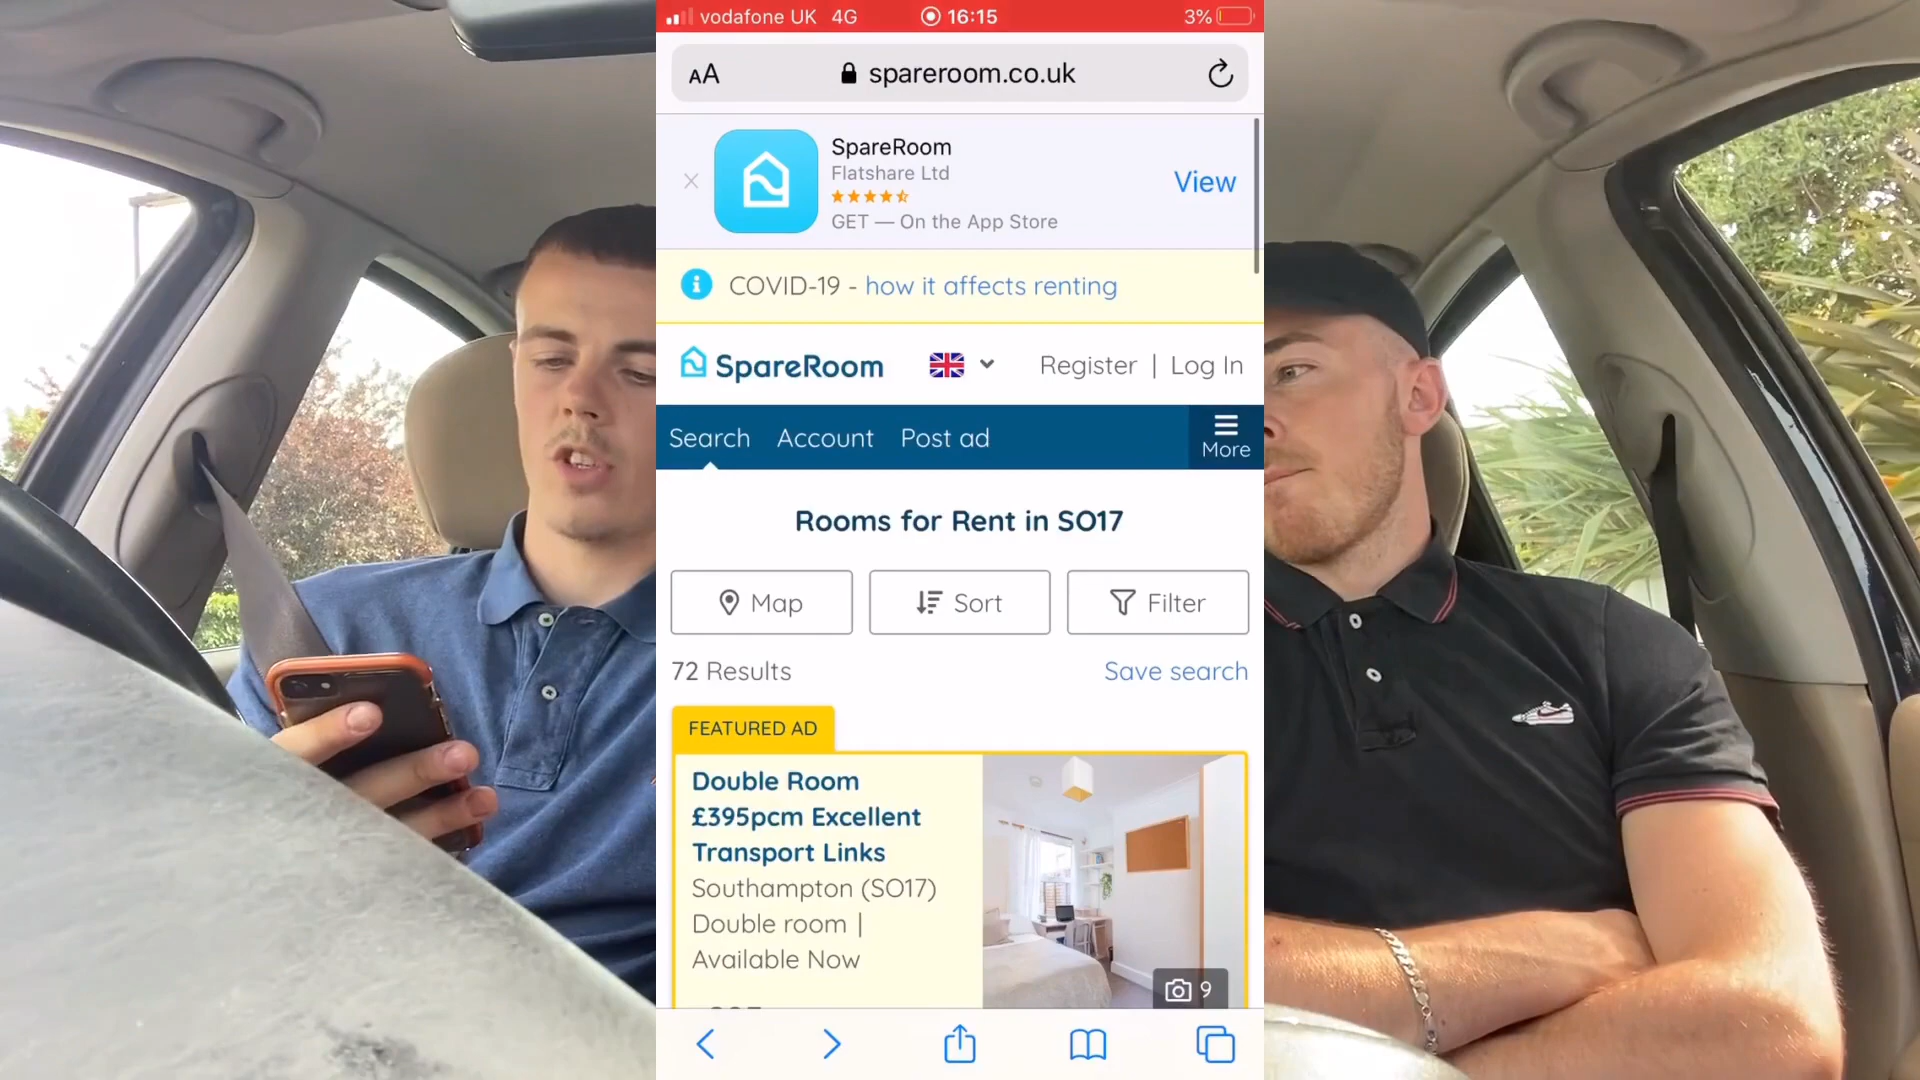 vodafone UK 4G 16:15 3%
AA spareroom.co.uk
SpareRoom
Flatshare Ltd
GET — On the App Store
View
COVID-19 - how it affects renting
SpareRoom Register | Log In
Search Account Post ad More
Rooms for Rent in SO17
Map Sort Filter
72 Results Save search
FEATURED AD
Double Room
£395pcm Excellent
Transport Links
Southampton (SO17)
Double room |
Available Now
9